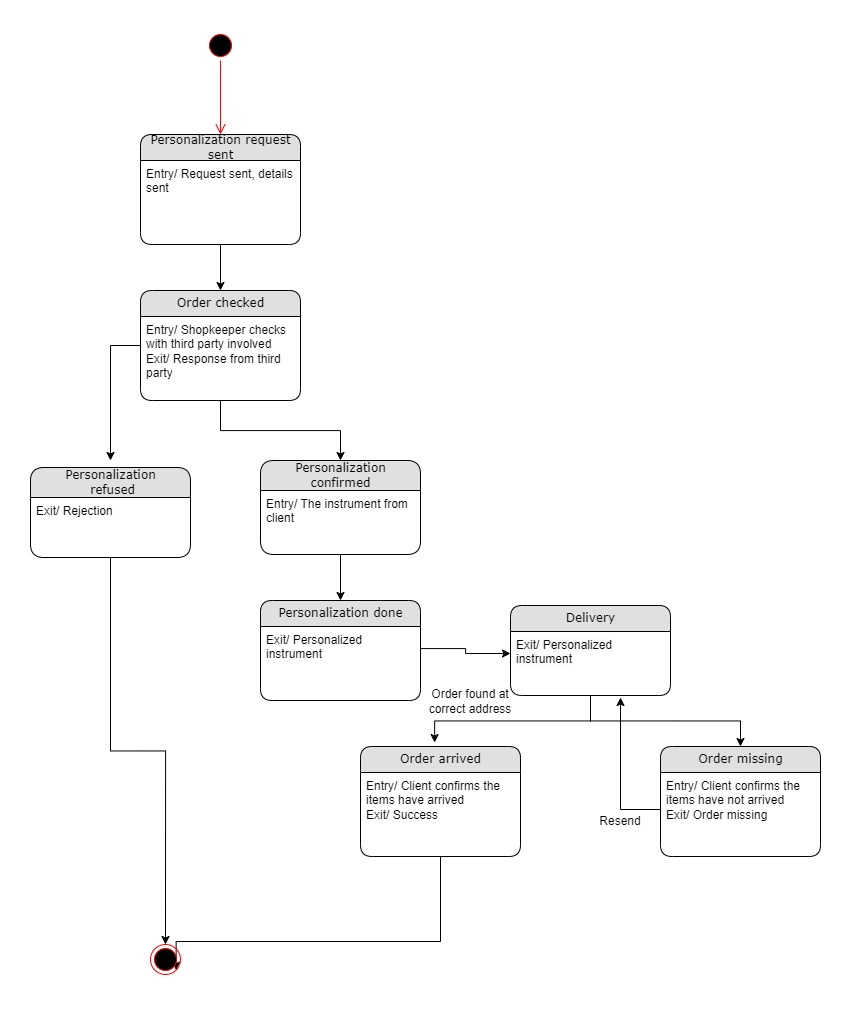 Personalization request
sent
Entry/ Request sent, details
sent
Order checked
Entry/ Shopkeeper checks
with third party involved
Exit/ Response from third
party
Personalization
refused
Exit/ Rejection
Personalization
confirmed
Entry/ The instrument from
client
Personalization done
Exit/ Personalized
instrument
Delivery
Exit/ Personalized
instrument
Order found at
correct address
Order arrived
Entry/ Client confirms the
items have arrived
Exit/ Success
Order missing
Entry/ Client confirms the
items have not arrived
Exit/ Order missing
Resend